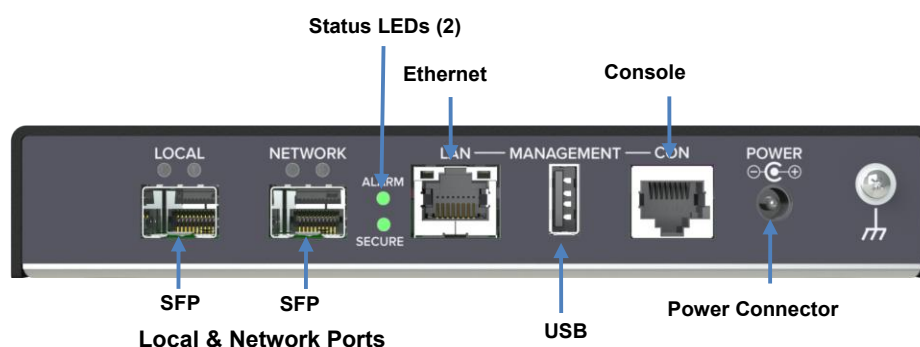 Status LEDs (2)
Ethernet
Console
LOCAL
NETWORK
LAN
MANAGEMENT
CON
POWER
ALARM
SECURE
SFP
SFP
Power Connector
USB
Local & Network Ports